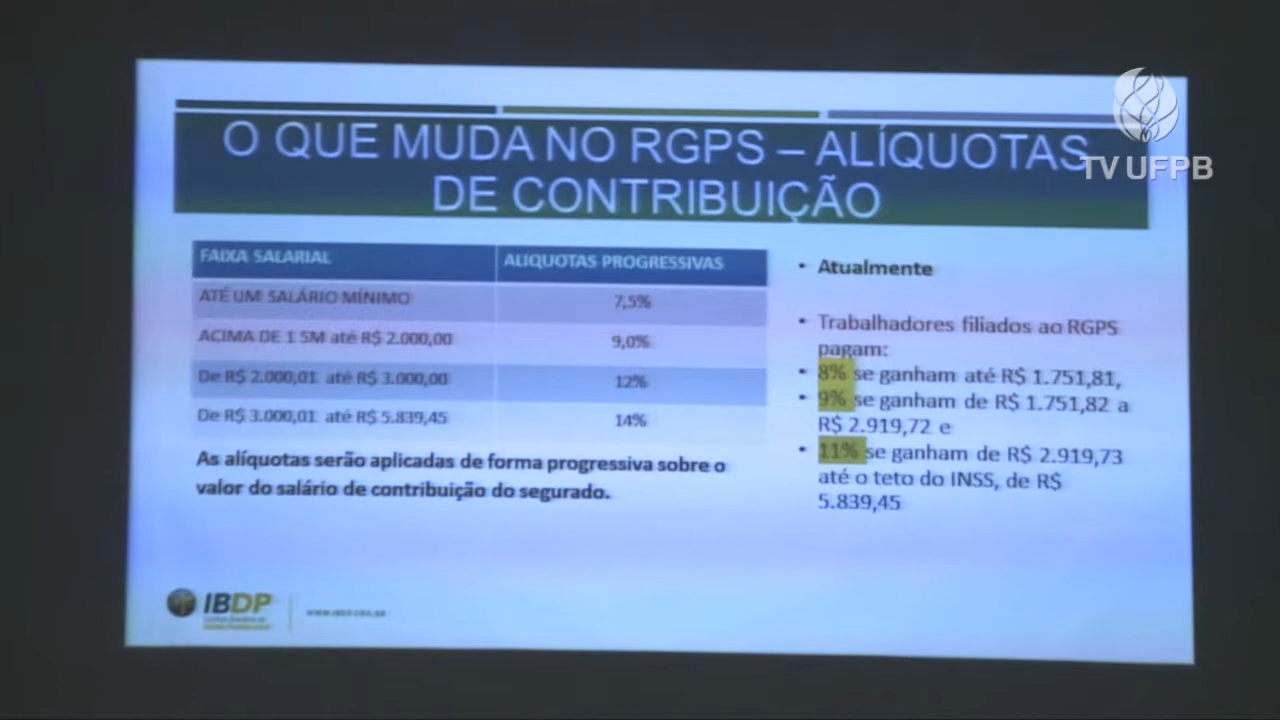 TV UFPB
O QUE MUDA NO RGPS – ALÍQUOTAS
DE CONTRIBUIÇÃO
FAIXA SALARIAL
ALIQUOTAS PROGRESSIVAS
ATÉ UM SALÁRIO MÍNIMO
7,5%
ACIMA DE 1 SM até R$ 2.000,00
9,0%
De R$ 2.000,01 até R$ 3.000,00
12%
De R$ 3.000,01 até R$ 5.839,45
14%
As alíquotas serão aplicadas de forma progressiva sobre o
valor do salário de contribuição do segurado.
• Atualmente
• Trabalhadores filiados ao RGPS
pagam:
• 8% se ganham até R$ 1.751,81,
• 9% se ganham de R$ 1.751,82 a
R$ 2.919,72 e
• 11% se ganham de R$ 2.919,73
até o teto do INSS, de R$
5.839,45
IBDP